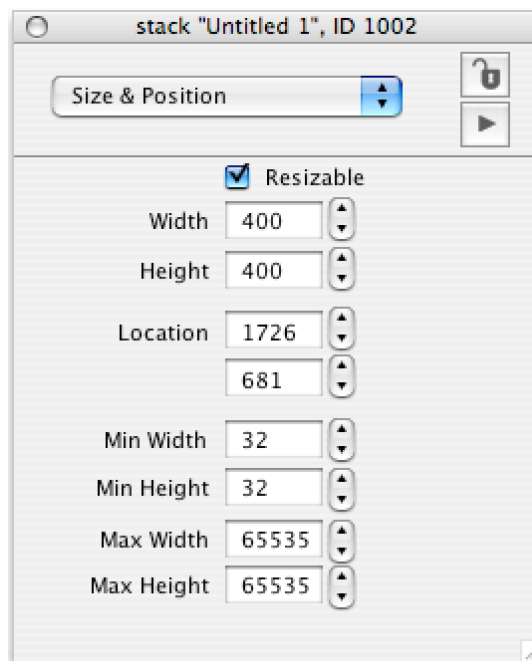 stack "Untitled 1", ID 1002
Size & Position
Resizable
Width 400
Height 400
Location 1726
681
Min Width 32
Min Height 32
Max Width 65535
Max Height 65535